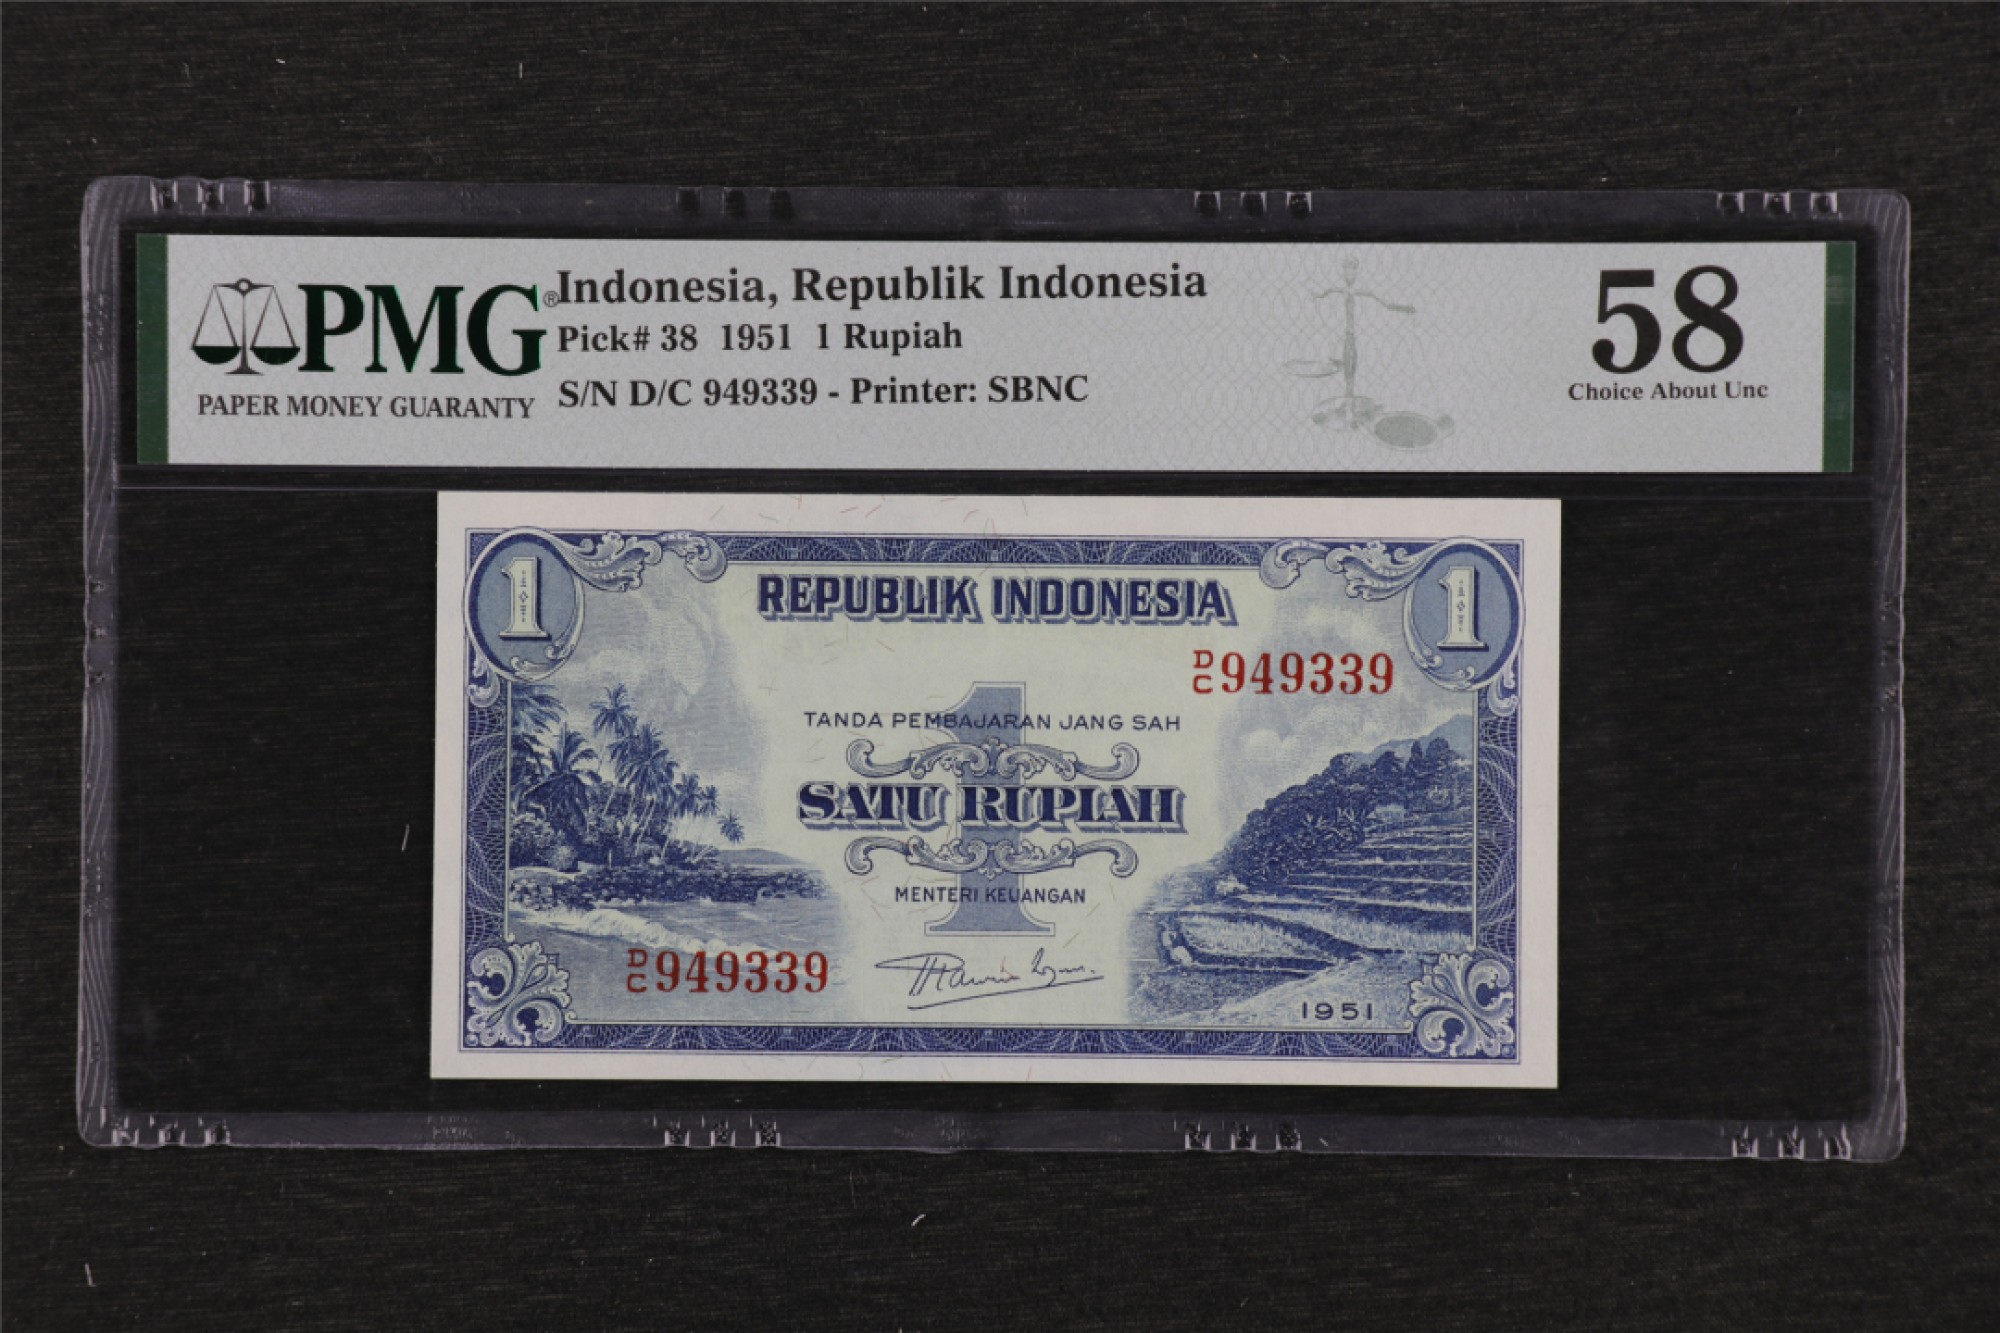 PMG®
PAPER MONEY GUARANTY
Indonesia, Republik Indonesia
Pick# 38 1951 1 Rupiah
S/N D/C 949339 - Printer: SBNC
58
Choice About Unc
1
1
REPUBLIK INDONESIA
D/C 949339
TANDA PEMBAJARAN JANG SAH
1
SATU RUPIAH
MENTERI KEUANGAN
D/C 949339
1951